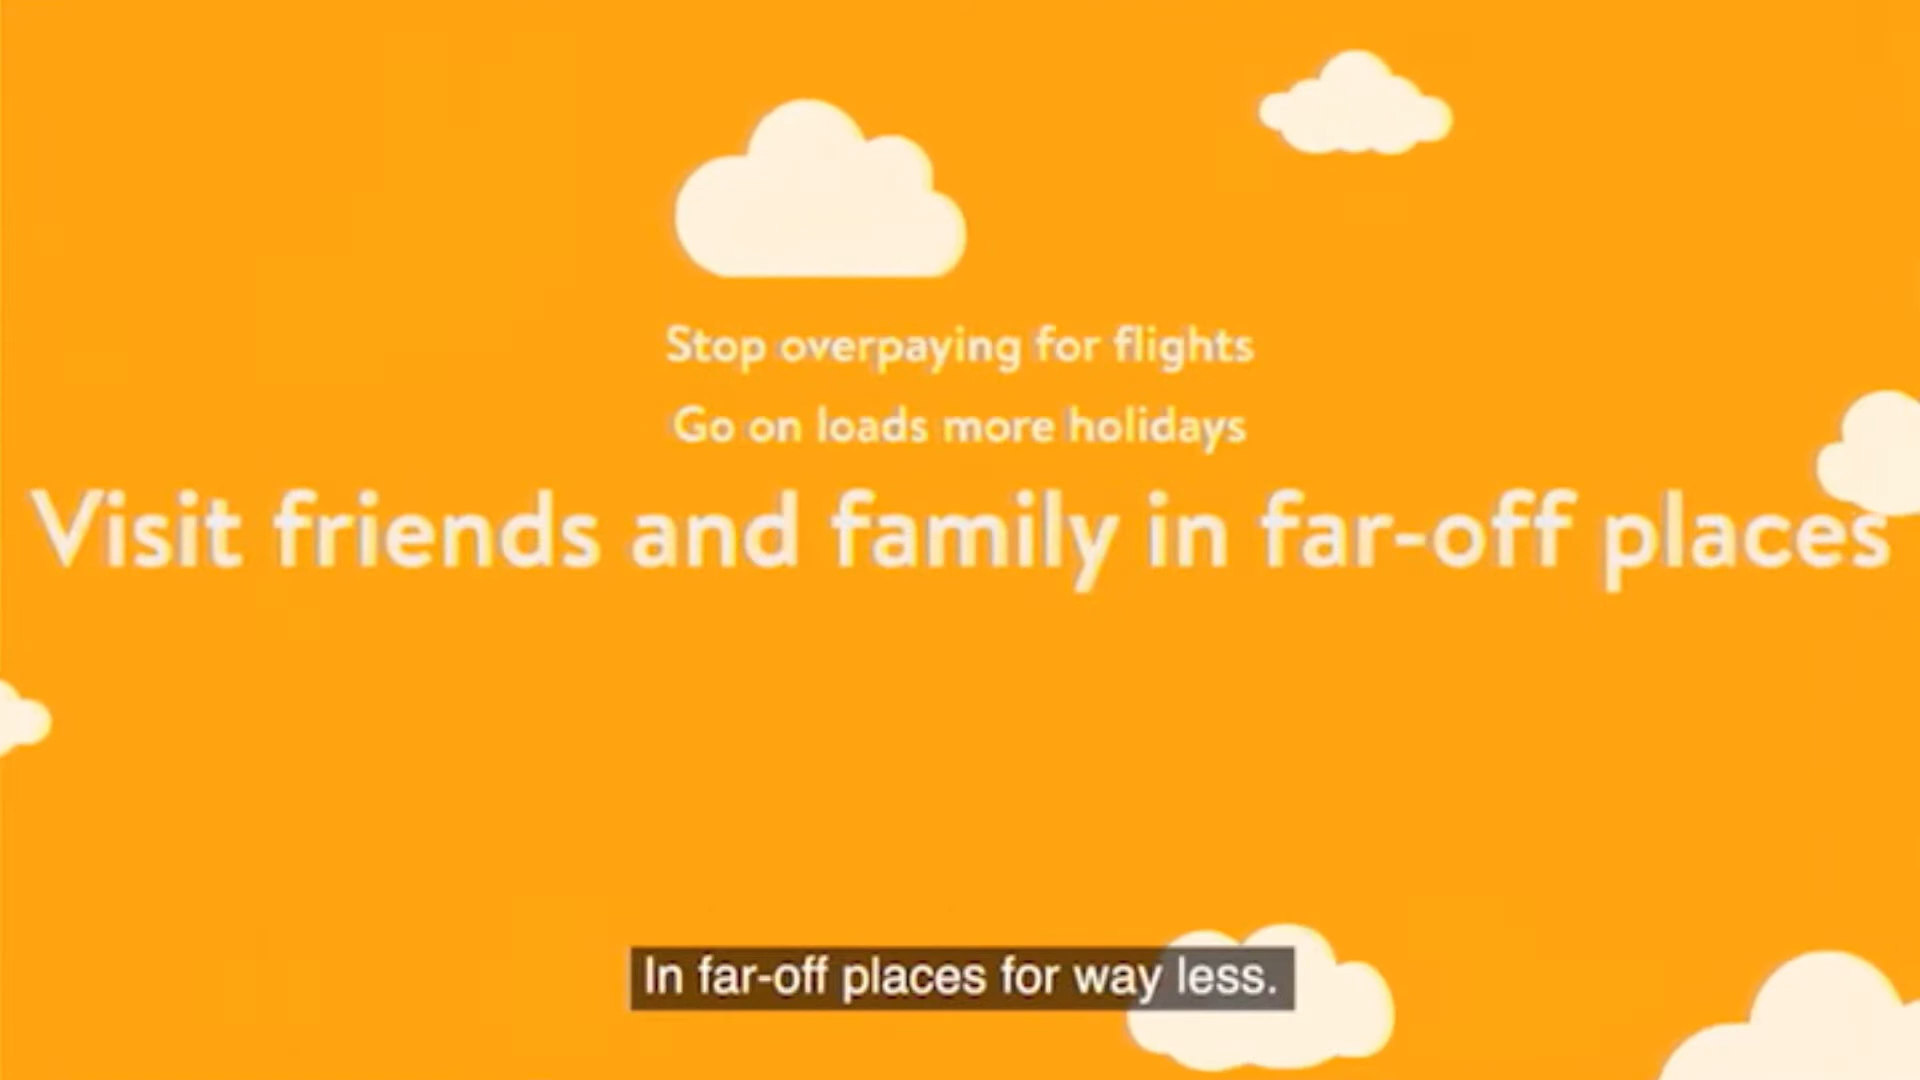 Stop overpaying for flights
Go on loads more holidays
Visit friends and family in far-off places
In far-off places for way less.